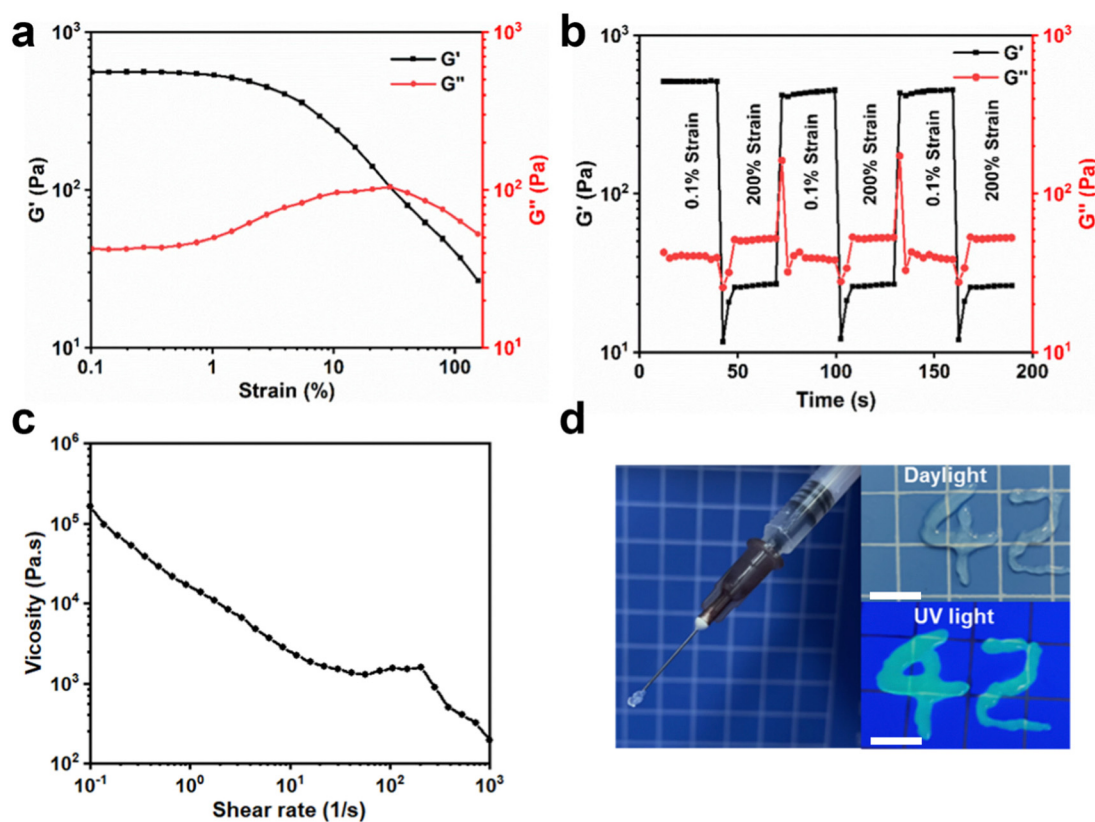 a
G'
G"
10³
10²
10¹
10³
10²
10¹
G' (Pa)
G" (Pa)
0.1
1
10
100
Strain (%)
b
G'
G"
10³
10²
10¹
10³
10²
10¹
G' (Pa)
G" (Pa)
0.1% Strain
200% Strain
0.1% Strain
200% Strain
0.1% Strain
200% Strain
0
50
100
150
200
Time (s)
c
10⁶
10⁵
10⁴
10³
10²
Vicosity (Pa.s)
10⁻¹
10⁰
10¹
10²
10³
Shear rate (1/s)
d
Daylight
42
UV light
42